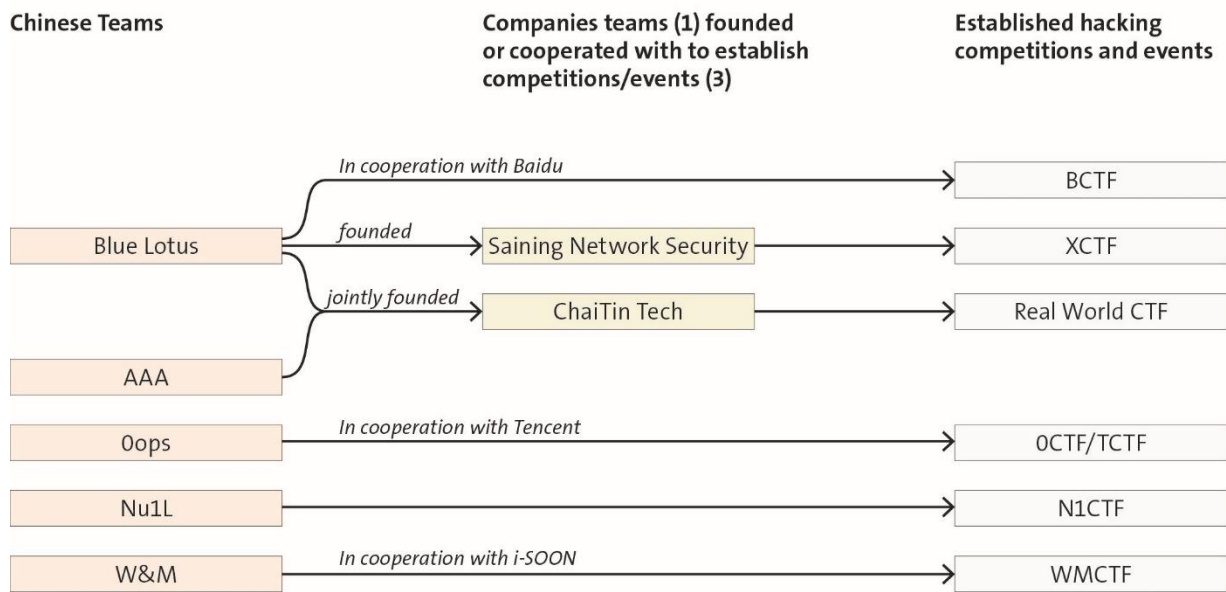 Chinese Teams
Companies teams (1) founded
or cooperated with to establish
competitions/events (3)
Established hacking
competitions and events
In cooperation with Baidu
BCTF
Blue Lotus
founded
Saining Network Security
XCTF
jointly founded
ChaiTin Tech
Real World CTF
AAA
0ops
In cooperation with Tencent
0CTF/TCTF
Nu1L
N1CTF
W&M
In cooperation with i-SOON
WMCTF